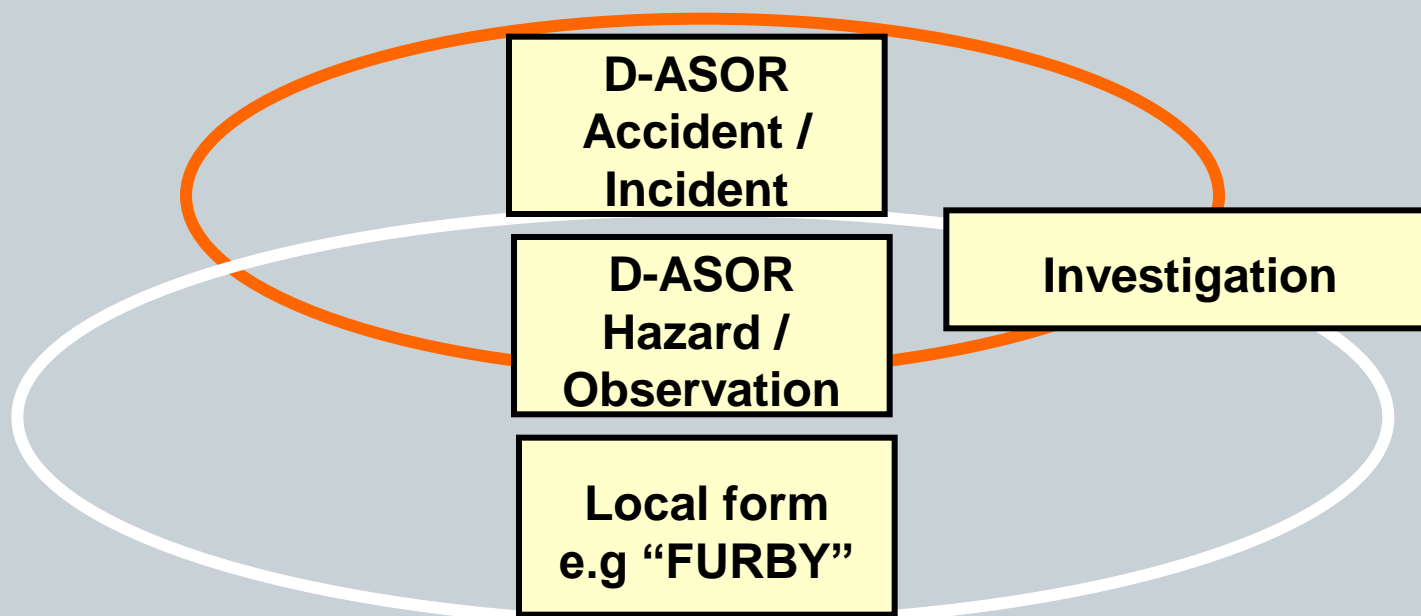 D-ASOR
Accident /
Incident
D-ASOR
Hazard /
Observation
Investigation
Local form
e.g “FURBY”